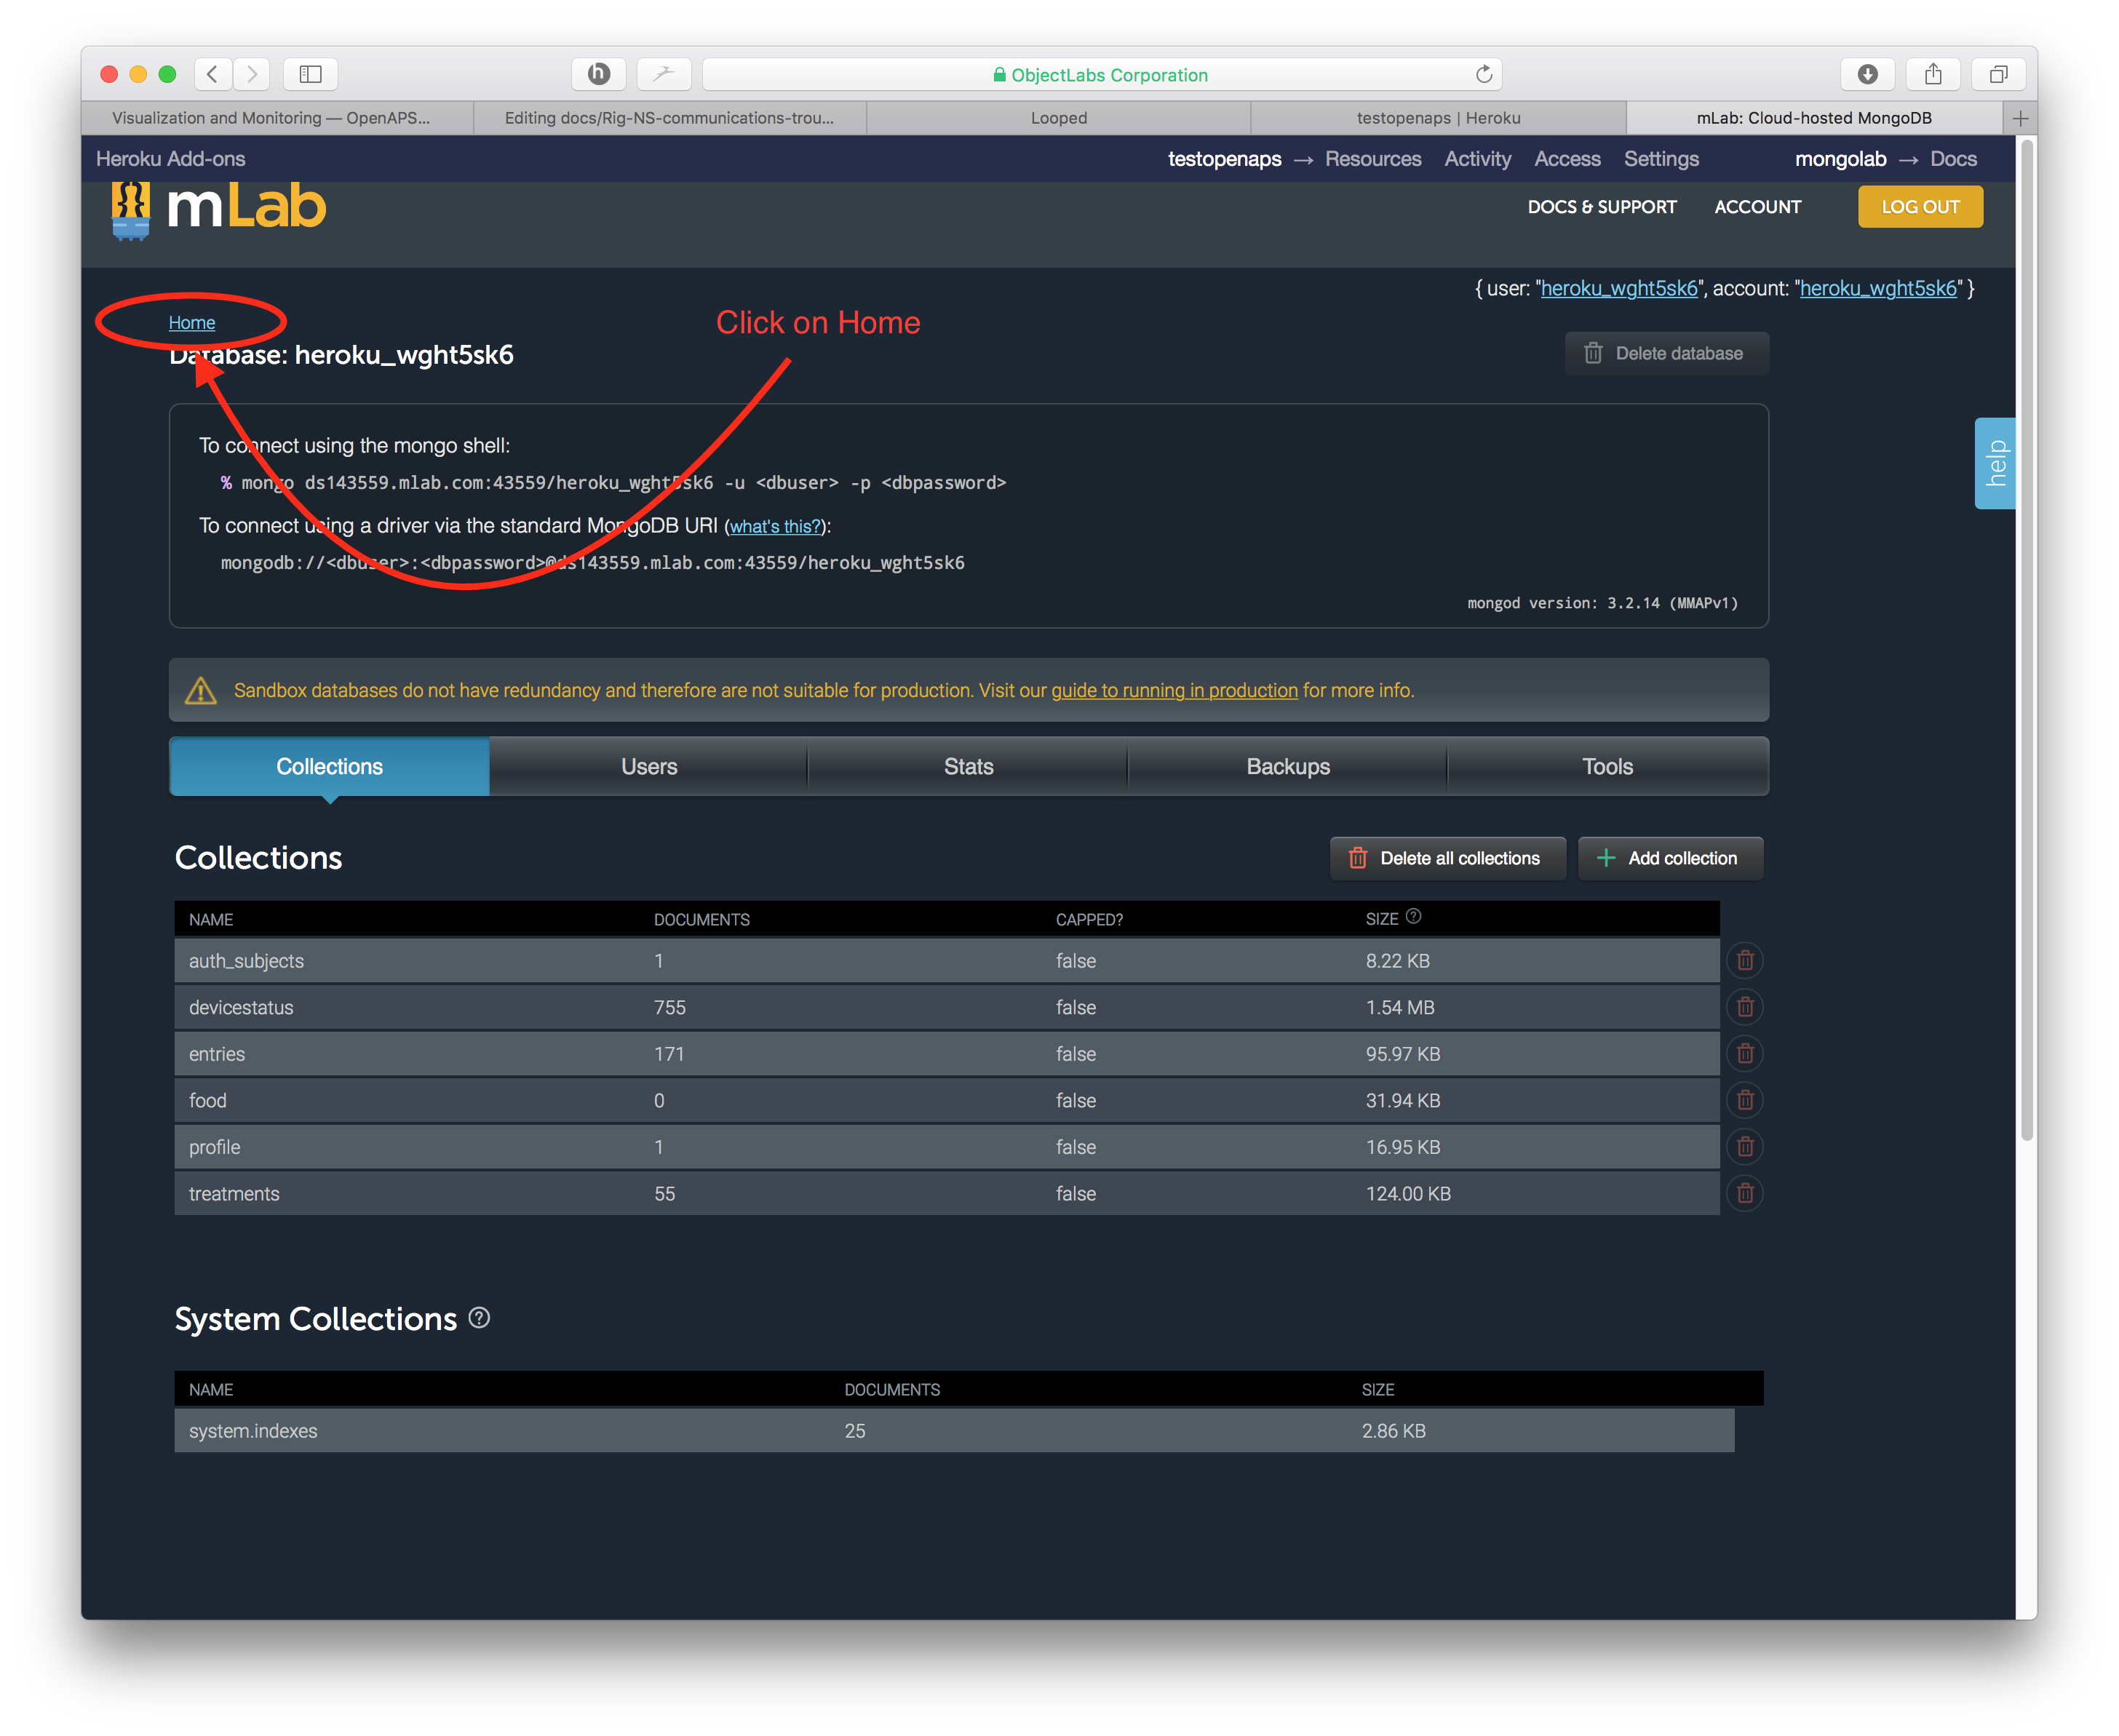 ObjectLabs Corporation
Visualization and Monitoring — OpenAPS... Editing docs/Rig-NS-communications-trou... Looped testopenaps | Heroku mLab: Cloud-hosted MongoDB
Heroku Add-ons testopenaps → Resources Activity Access Settings mongolab → Docs
mLab DOCS & SUPPORT ACCOUNT LOG OUT
{ user: "heroku_wght5sk6", account: "heroku_wght5sk6" }
Home Click on Home
Database: heroku_wght5sk6 Delete database
help
To connect using the mongo shell:
% mongo ds143559.mlab.com:43559/heroku_wght5sk6 -u <dbuser> -p <dbpassword>
To connect using a driver via the standard MongoDB URI (what's this?):
mongodb://<dbuser>:<dbpassword>@ds143559.mlab.com:43559/heroku_wght5sk6
mongod version: 3.2.14 (MMAPv1)
Sandbox databases do not have redundancy and therefore are not suitable for production. Visit our guide to running in production for more info.
Collections Users Stats Backups Tools
Collections Delete all collections + Add collection
NAME DOCUMENTS CAPPED? SIZE ?
auth_subjects 1 false 8.22 KB
devicestatus 755 false 1.54 MB
entries 171 false 95.97 KB
food 0 false 31.94 KB
profile 1 false 16.95 KB
treatments 55 false 124.00 KB
System Collections ?
NAME DOCUMENTS SIZE
system.indexes 25 2.86 KB